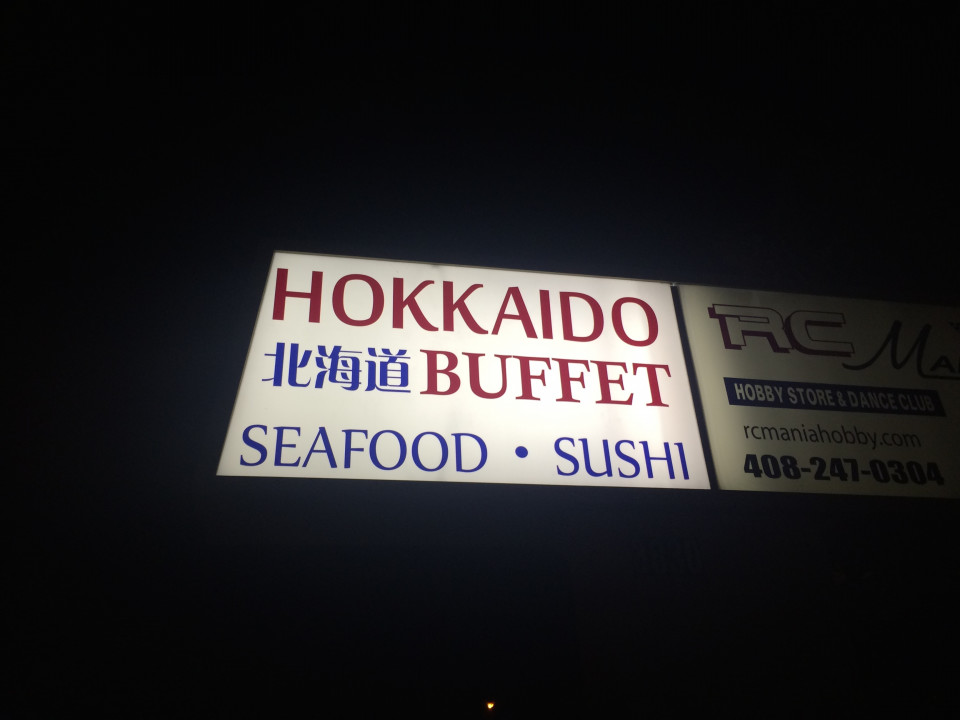 HOKKAIDO
北海道 BUFFET
SEAFOOD • SUSHI
RC
HOBBY STORE & DANCE CLUB
rcmaniahobby.com
408-247-0304